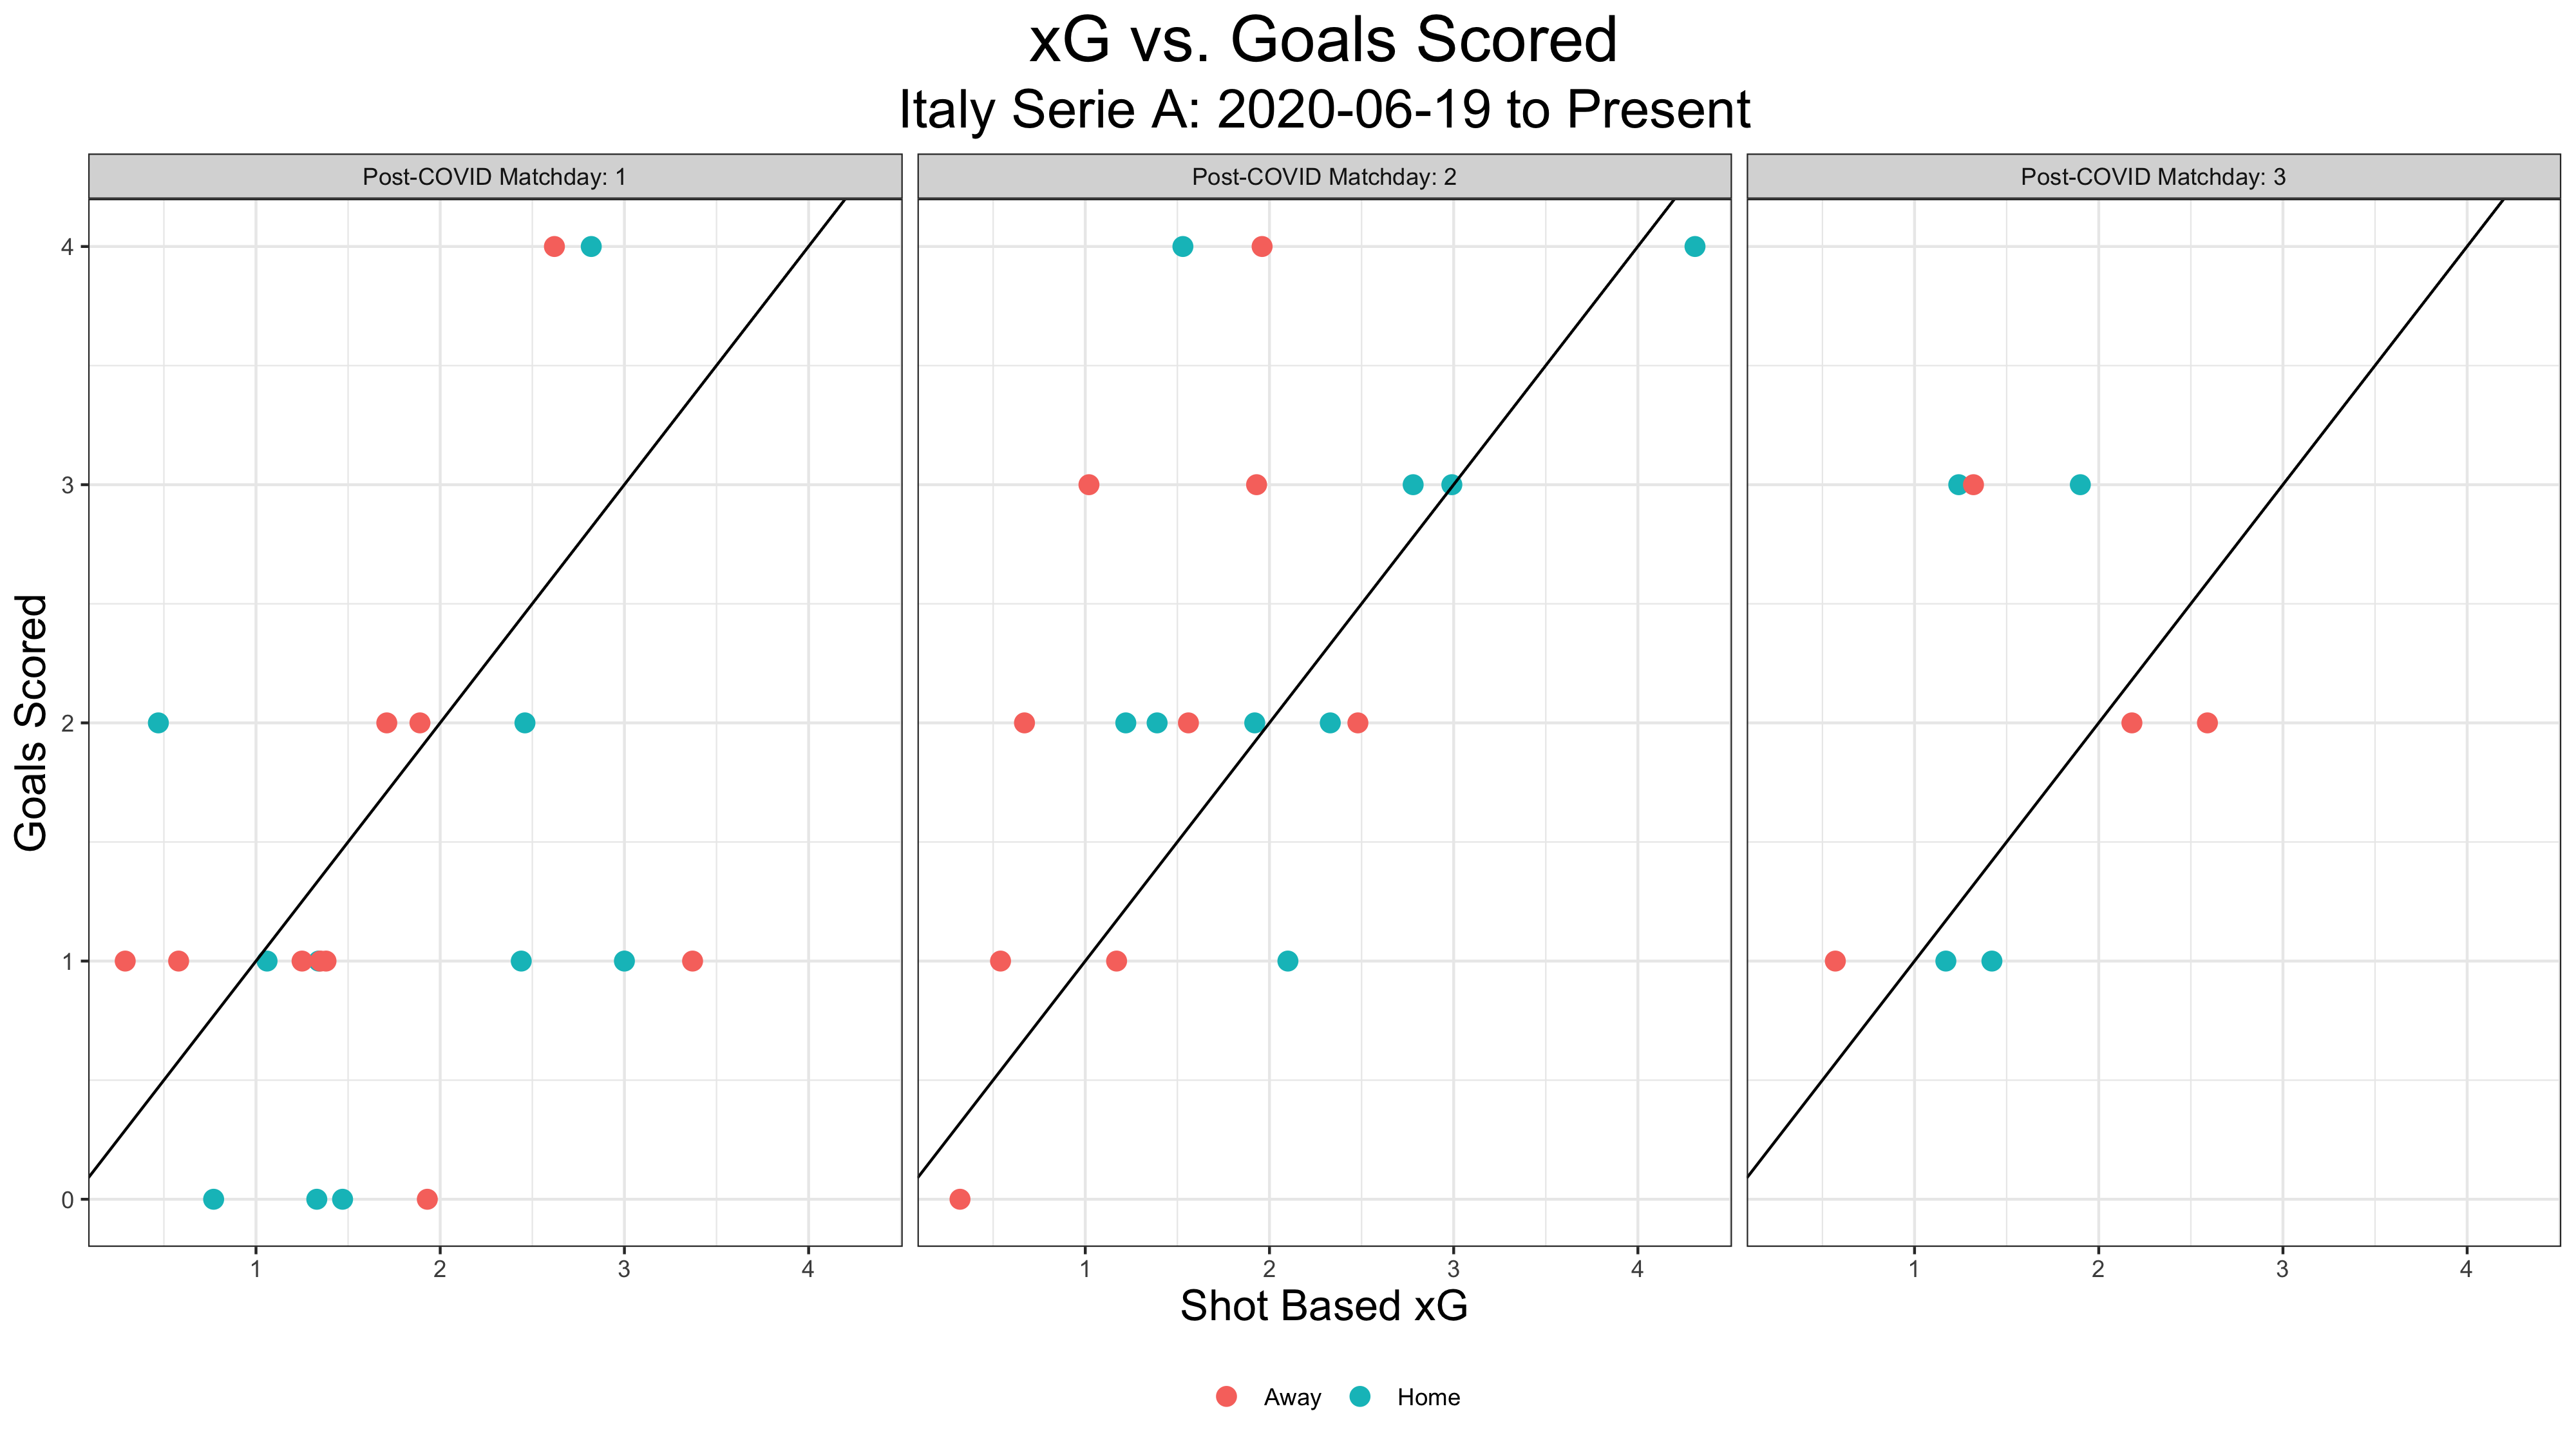 xG vs. Goals Scored
Italy Serie A: 2020-06-19 to Present
Post-COVID Matchday: 1
Post-COVID Matchday: 2
Post-COVID Matchday: 3
Goals Scored
4
3
2
1
0
1 2 3 4
1 2 3 4
1 2 3 4
Shot Based xG
Away Home